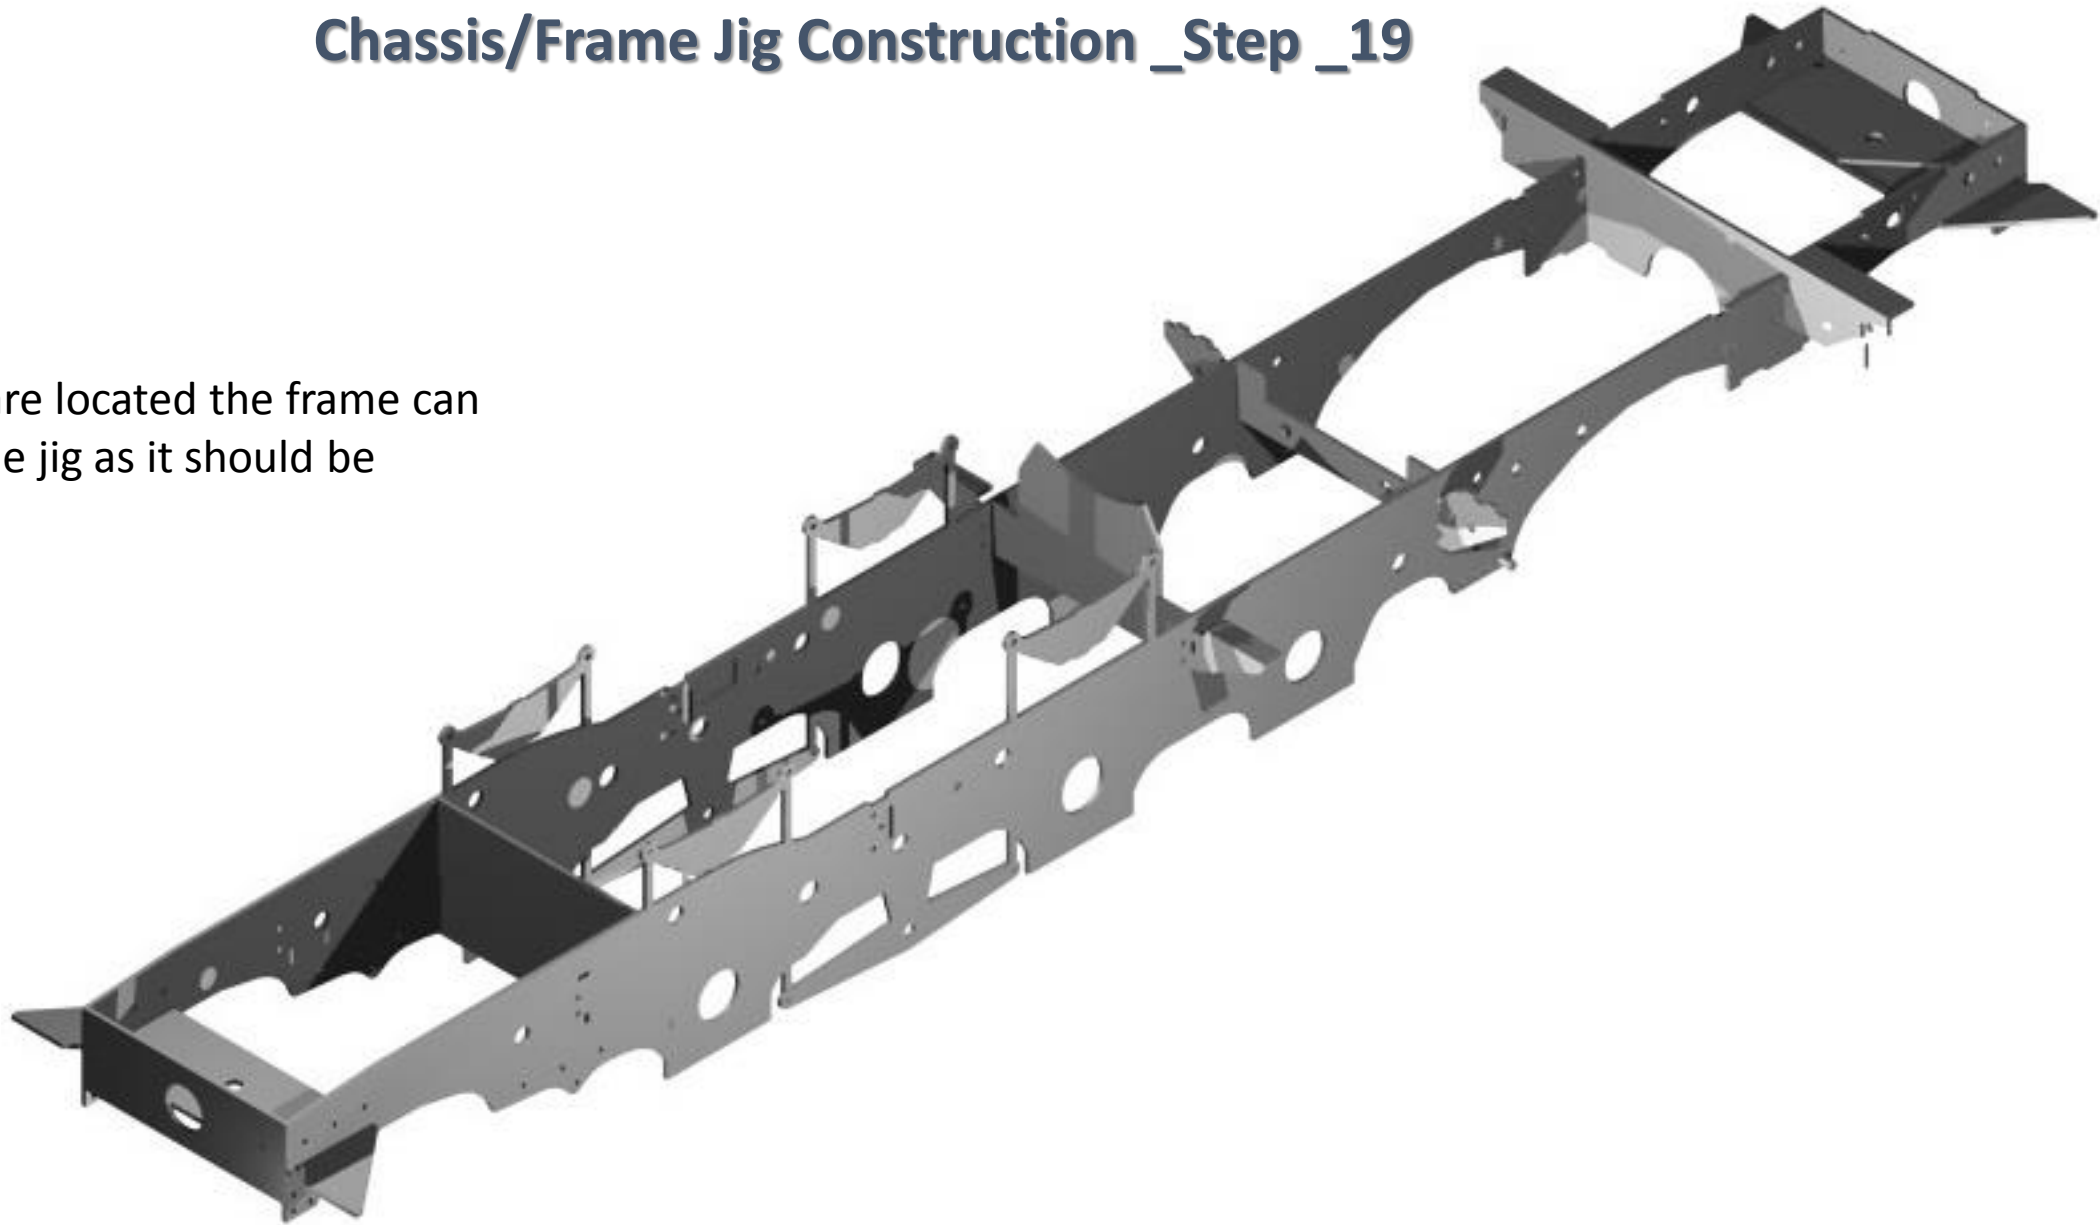 Chassis/Frame Jig Construction _Step _19
re located the frame can
e jig as it should be